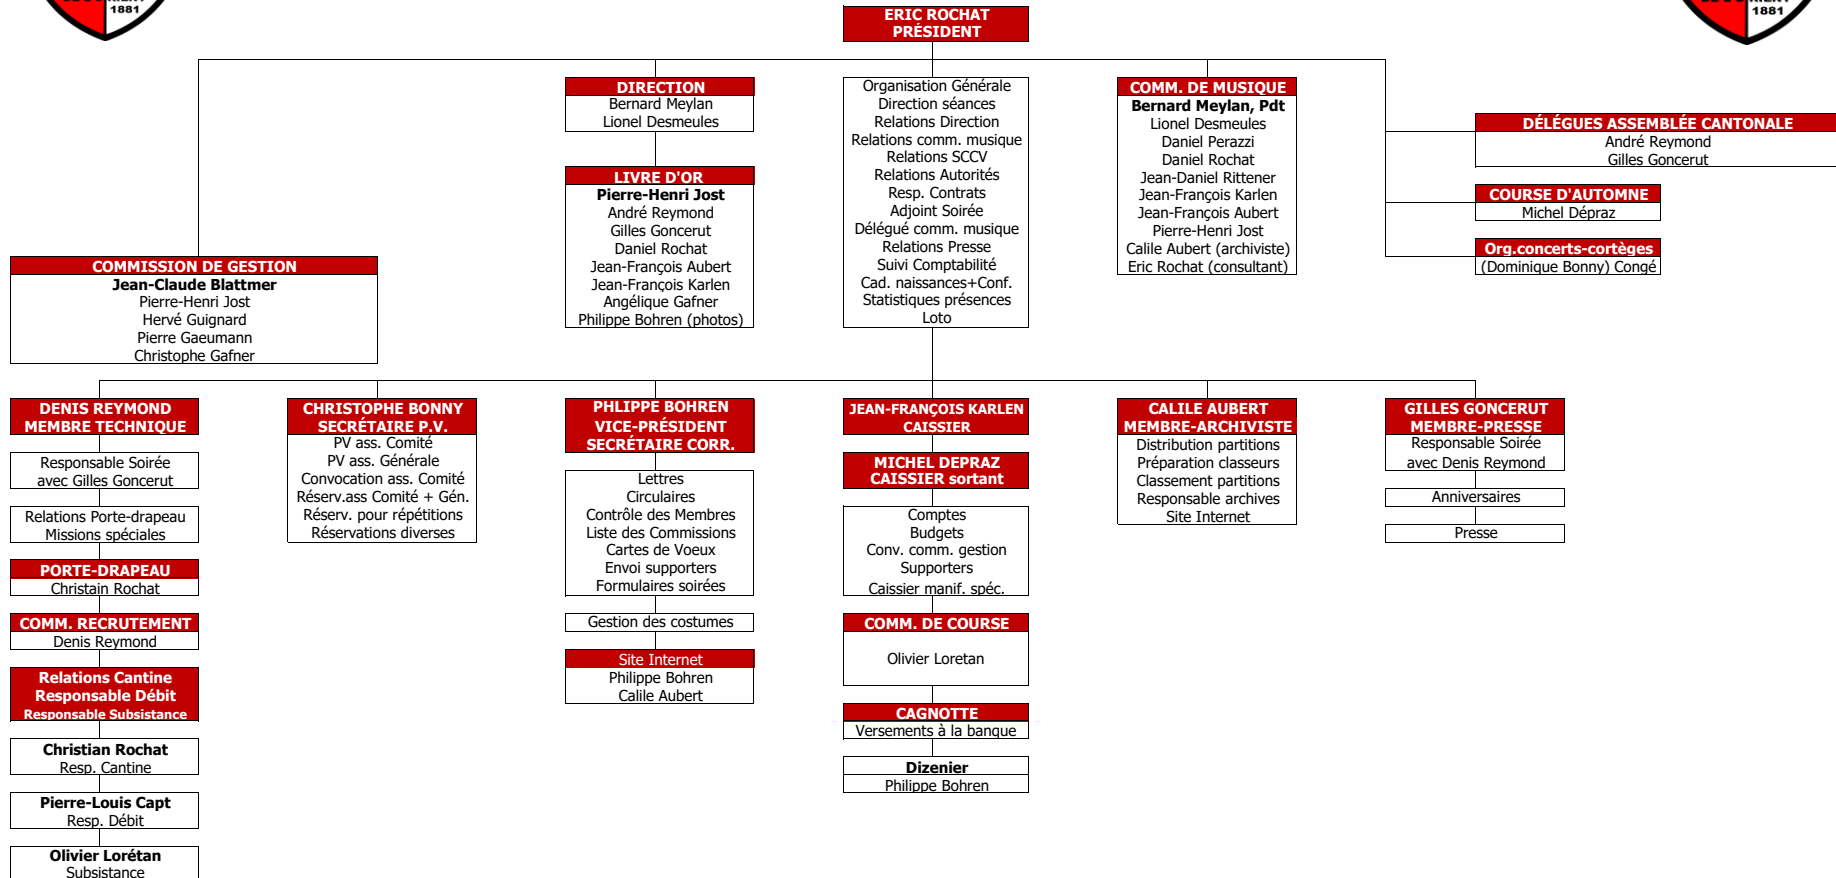 1881
1881
ERIC ROCHAT
PRÉSIDENT
DIRECTION
Bernard Meylan
Lionel Desmeules
LIVRE D'OR
Pierre-Henri Jost
André Reymond
Gilles Goncerut
Daniel Rochat
Jean-François Aubert
Jean-François Karlen
Angélique Gafner
Philippe Bohren (photos)
Organisation Générale
Direction séances
Relations Direction
Relations comm. musique
Relations SCCV
Relations Autorités
Resp. Contrats
Adjoint Soirée
Délégué comm. musique
Relations Presse
Suivi Comptabilité
Cad. naissances+Conf.
Statistiques présences
Loto
COMM. DE MUSIQUE
Bernard Meylan, Pdt
Lionel Desmeules
Daniel Perazzi
Daniel Rochat
Jean-Daniel Rittener
Jean-François Karlen
Jean-François Aubert
Pierre-Henri Jost
Calile Aubert (archiviste)
Eric Rochat (consultant)
DÉLÉGUES ASSEMBLÉE CANTONALE
André Reymond
Gilles Goncerut
COURSE D'AUTOMNE
Michel Dépraz
Org.concerts-cortèges
(Dominique Bonny) Congé
COMMISSION DE GESTION
Jean-Claude Blattmer
Pierre-Henri Jost
Hervé Guignard
Pierre Gaeumann
Christophe Gafner
DENIS REYMOND
MEMBRE TECHNIQUE
Responsable Soirée
avec Gilles Goncerut
Relations Porte-drapeau
Missions spéciales
PORTE-DRAPEAU
Christain Rochat
COMM. RECRUTEMENT
Denis Reymond
Relations Cantine
Responsable Débit
Responsable Subsistance
Christian Rochat
Resp. Cantine
Pierre-Louis Capt
Resp. Débit
Olivier Lorétan
Subsistance
CHRISTOPHE BONNY
SECRÉTAIRE P.V.
PV ass. Comité
PV ass. Générale
Convocation ass. Comité
Réserv.ass Comité + Gén.
Réserv. pour répétitions
Réservations diverses
PHLIPPE BOHREN
VICE-PRÉSIDENT
SECRÉTAIRE CORR.
Lettres
Circulaires
Contrôle des Membres
Liste des Commissions
Cartes de Voeux
Envoi supporters
Formulaires soirées
Gestion des costumes
Site Internet
Philippe Bohren
Calile Aubert
JEAN-FRANÇOIS KARLEN
CAISSIER
MICHEL DEPRAZ
CAISSIER sortant
Comptes
Budgets
Conv. comm. gestion
Supporters
Caissier manif. spéc.
COMM. DE COURSE
Olivier Loretan
CAGNOTTE
Versements à la banque
Dizenier
Philippe Bohren
CALILE AUBERT
MEMBRE-ARCHIVISTE
Distribution partitions
Préparation classeurs
Classement partitions
Responsable archives
Site Internet
GILLES GONCERUT
MEMBRE-PRESSE
Responsable Soirée
avec Denis Reymond
Anniversaires
Presse